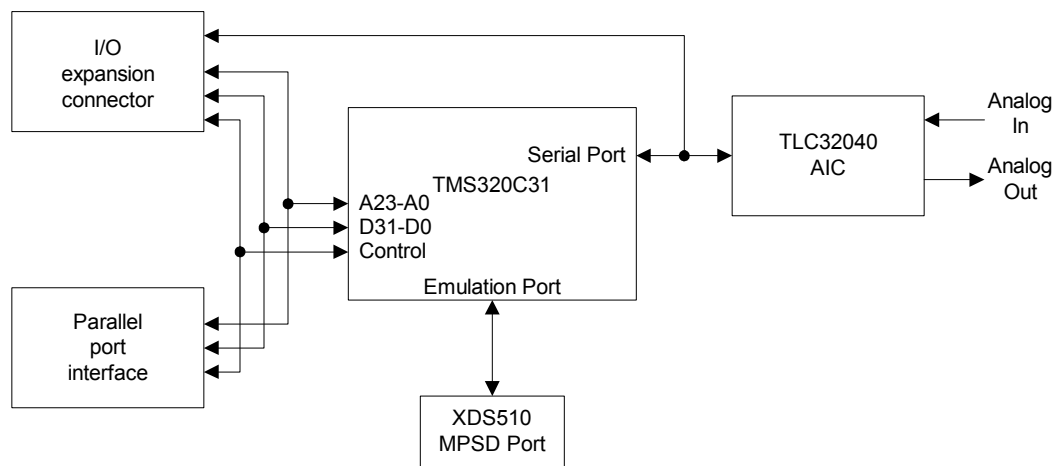 I/O
expansion
connector
Serial Port
TMS320C31
A23-A0
D31-D0
Control
Emulation Port
TLC32040
AIC
Analog
In
Analog
Out
Parallel
port
interface
XDS510
MPSD Port